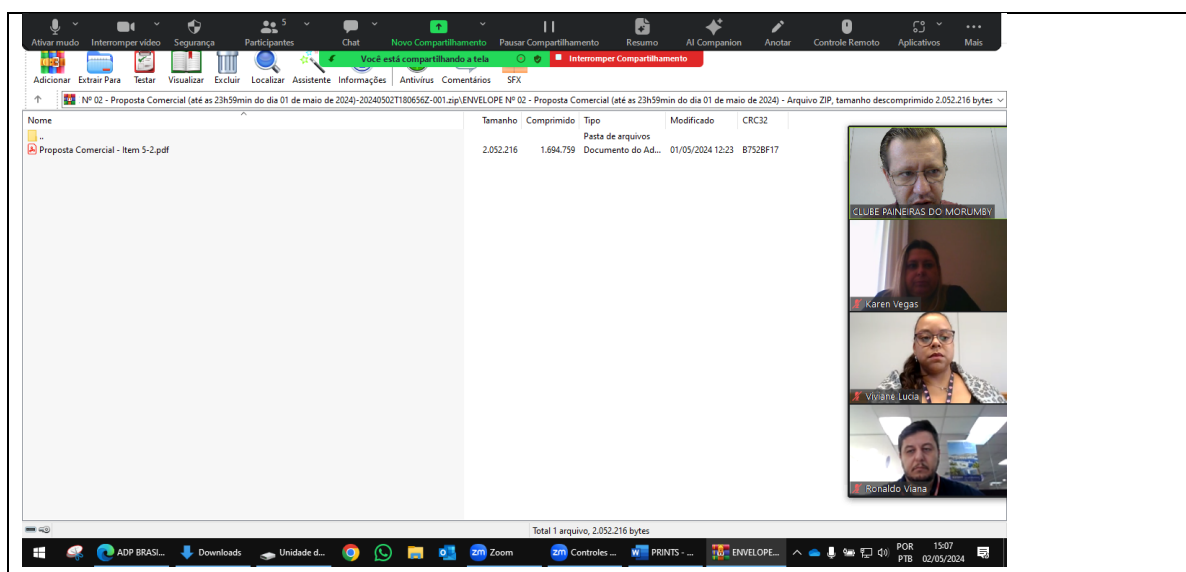 5
Ativar mudo Interromper vídeo Segurança Participantes Chat Novo Compartilhamento Pausar Compartilhamento Resumo AI Companion Anotar Controle Remoto Aplicativos Mais
Você está compartilhando a tela Interromper Compartilhamento
Adicionar Extrair Para Testar Visualizar Excluir Localizar Assistente Informações Antivírus Comentários SFX
Nº 02 - Proposta Comercial (até as 23h59min do dia 01 de maio de 2024)-20240502T180656Z-001.zip\ENVELOPE Nº 02 - Proposta Comercial (até as 23h59min do dia 01 de maio de 2024) - Arquivo ZIP, tamanho descomprimido 2.052.216 bytes
Nome Tamanho Comprimido Tipo Modificado CRC32
.. Pasta de arquivos
Proposta Comercial - Item 5-2.pdf 2.052.216 1.694.759 Documento do Ad... 01/05/2024 12:23 B752BF17
CLUBE PAINEIRAS DO MORUMBY
Karen Vegas
Viviane Lucia
Ronaldo Viana
Total 1 arquivo, 2.052.216 bytes
ADP BRASI... Downloads Unidade d... zm Zoom zm Controles ... PRINTS - ... ENVELOPE... POR 15:07
PTB 02/05/2024